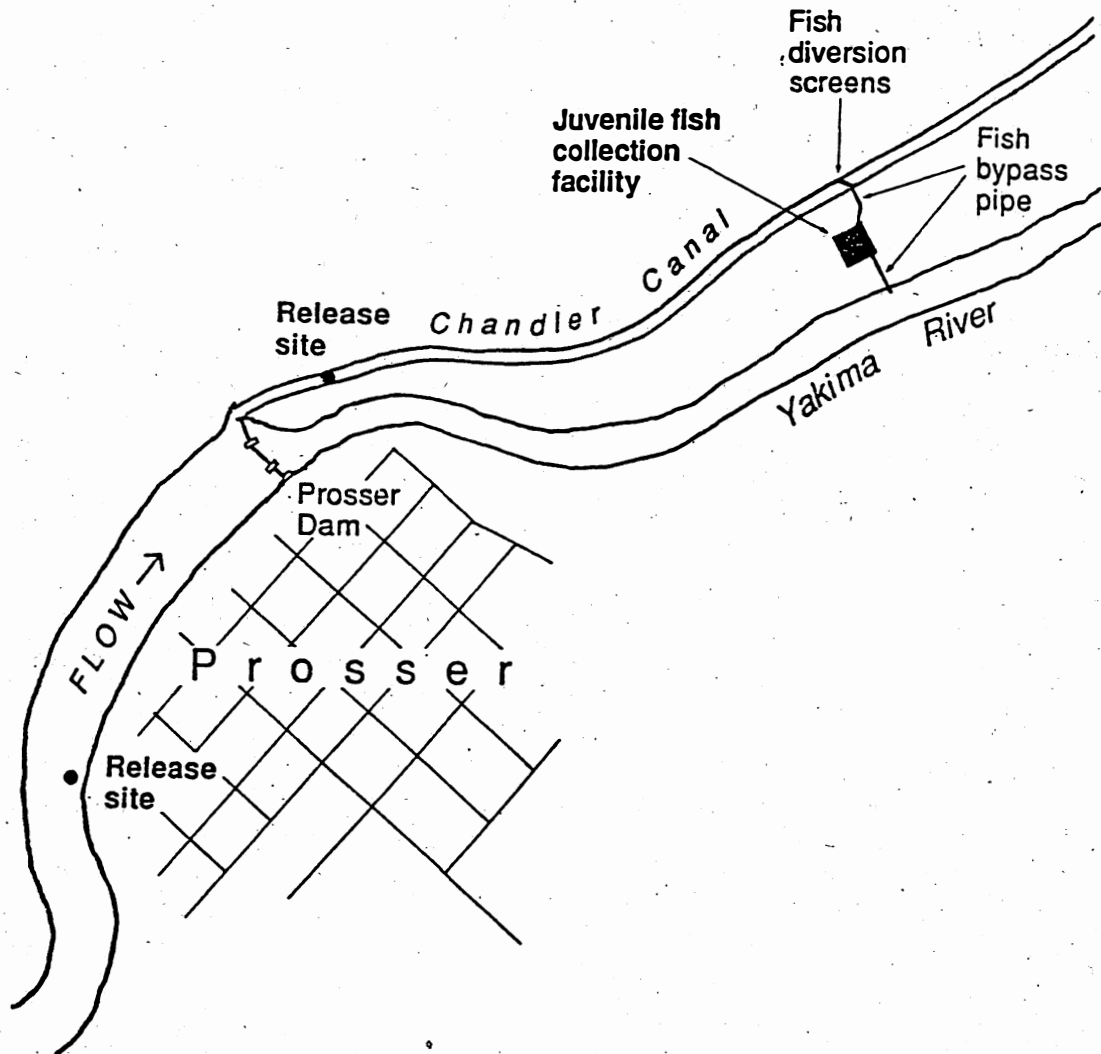 Fish
diversion
screens
Juvenile fish
collection
facility
Fish
bypass
pipe
Chandler Canal
Release
site
Yakima River
Prosser
Dam
FLOW
Prosser
Release
site